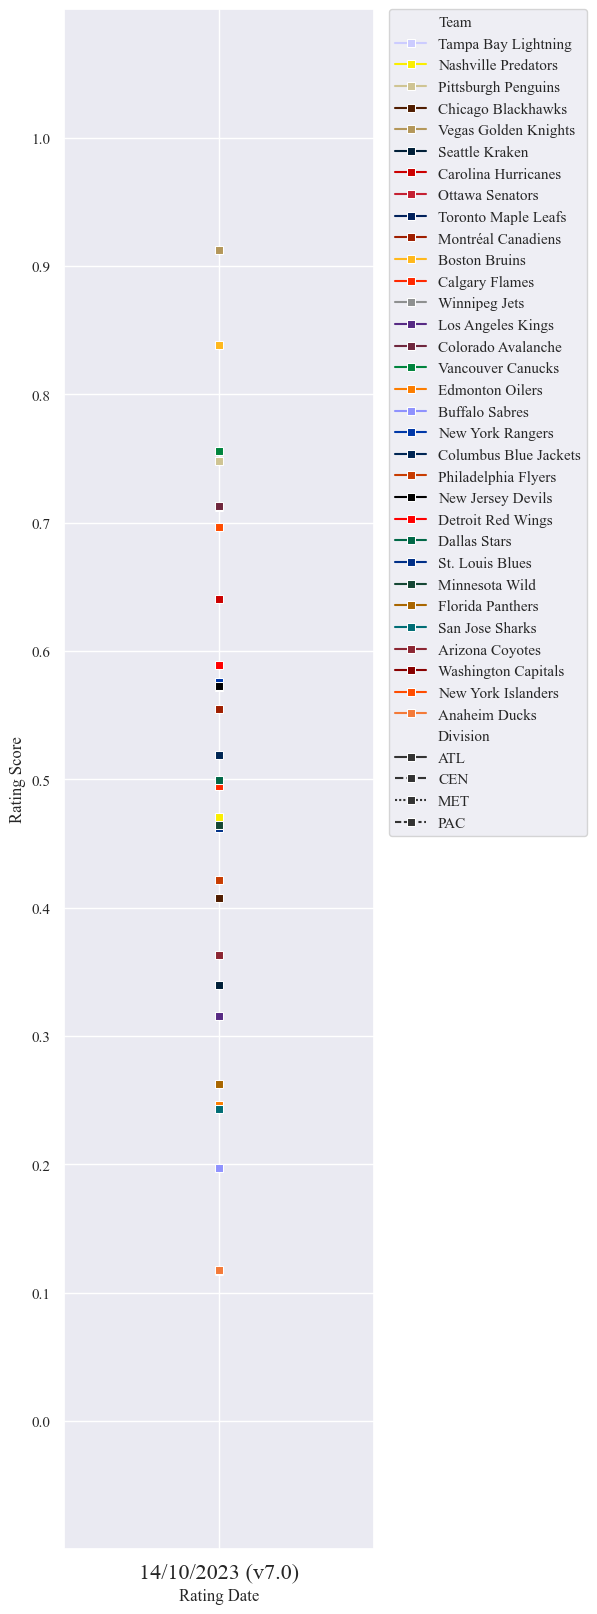 Team
Tampa Bay Lightning
Nashville Predators
Pittsburgh Penguins
Chicago Blackhawks
Vegas Golden Knights
Seattle Kraken
Carolina Hurricanes
Ottawa Senators
Toronto Maple Leafs
Montréal Canadiens
Boston Bruins
Calgary Flames
Winnipeg Jets
Los Angeles Kings
Colorado Avalanche
Vancouver Canucks
Edmonton Oilers
Buffalo Sabres
New York Rangers
Columbus Blue Jackets
Philadelphia Flyers
New Jersey Devils
Detroit Red Wings
Dallas Stars
St. Louis Blues
Minnesota Wild
Florida Panthers
San Jose Sharks
Arizona Coyotes
Washington Capitals
New York Islanders
Anaheim Ducks
Division
ATL
CEN
MET
PAC
1.0
0.9
0.8
0.7
0.6
0.5
0.4
0.3
0.2
0.1
0.0
Rating Score
14/10/2023 (v7.0)
Rating Date